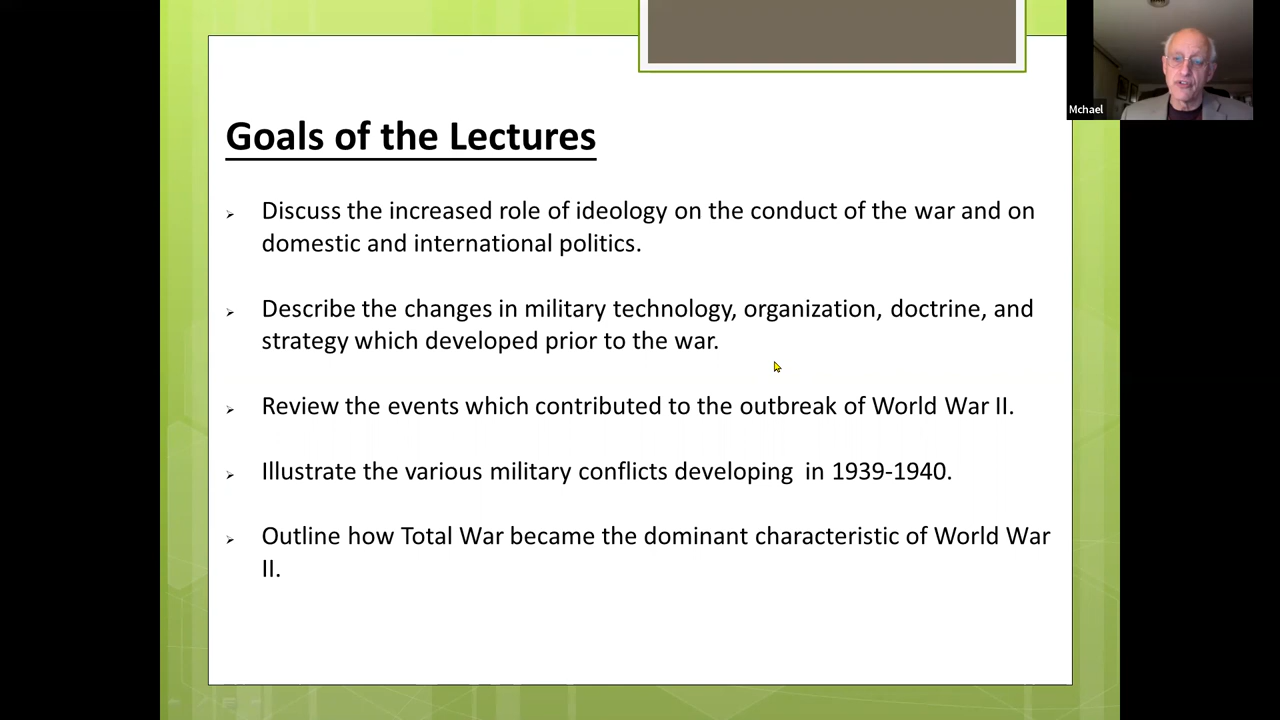 Mchael
Goals of the Lectures
Discuss the increased role of ideology on the conduct of the war and on
domestic and international politics.
Describe the changes in military technology, organization, doctrine, and
strategy which developed prior to the war.
Review the events which contributed to the outbreak of World War II.
Illustrate the various military conflicts developing  in 1939-1940.
Outline how Total War became the dominant characteristic of World War
II.